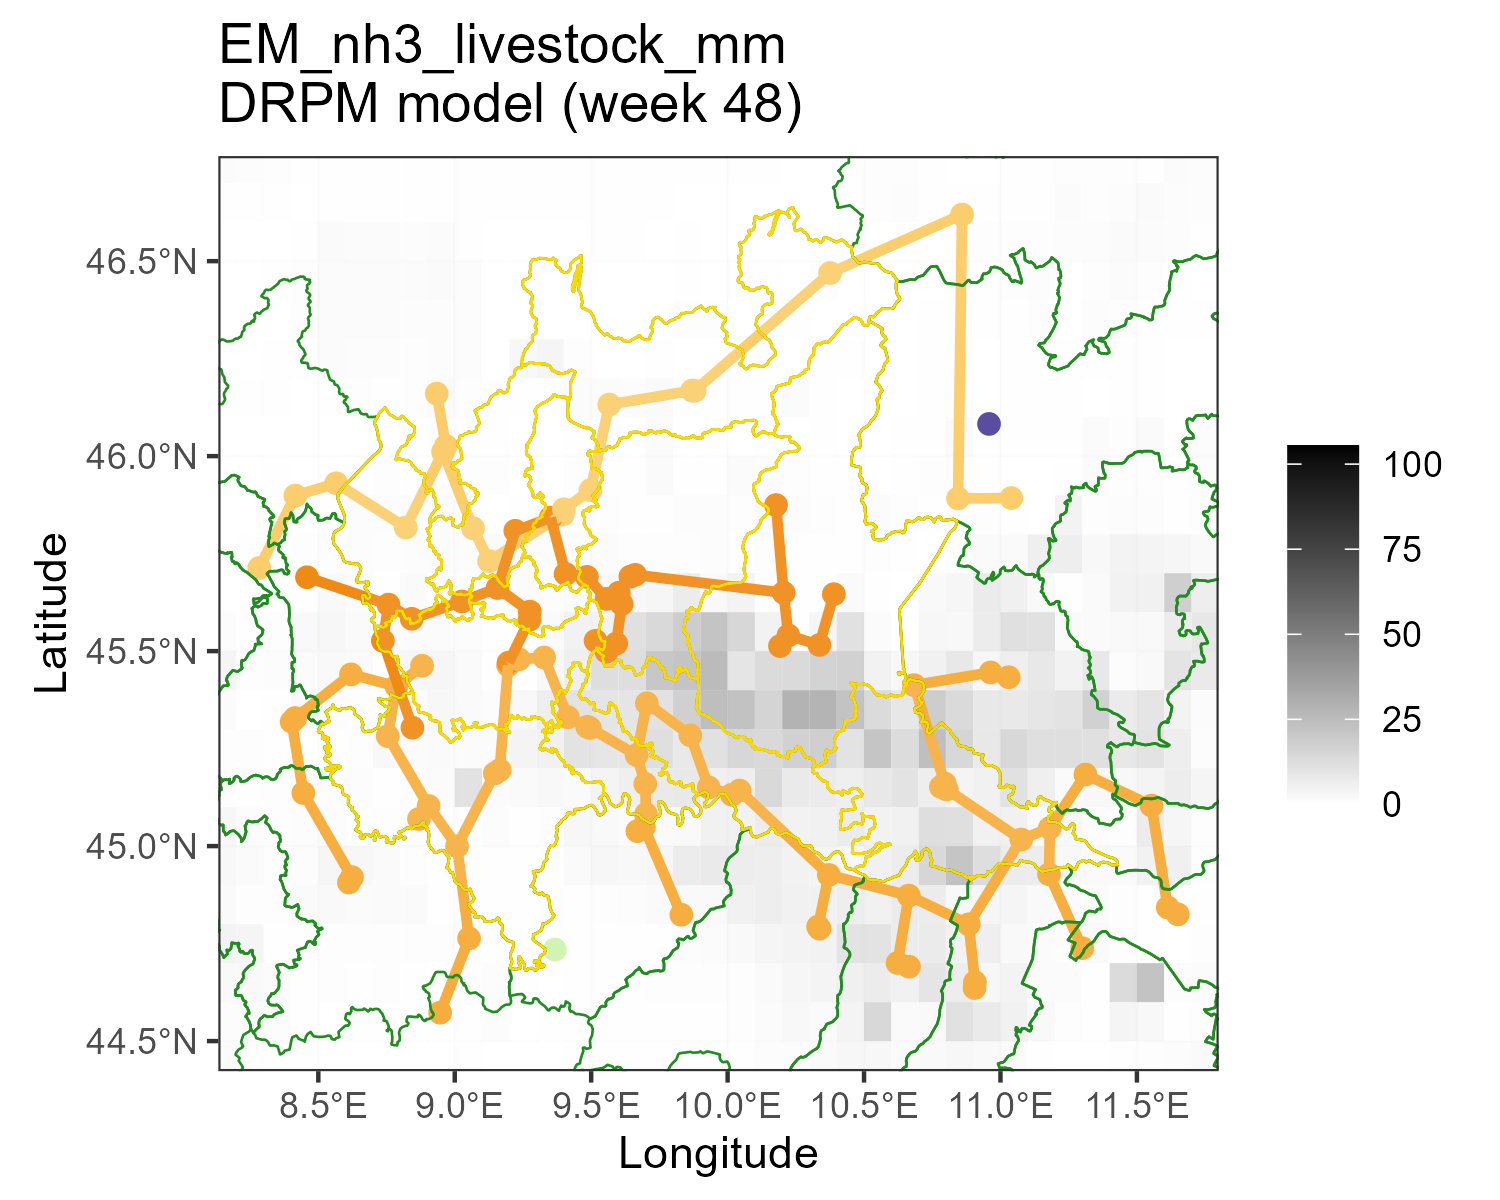 EM_nh3_livestock_mm
DRPM model (week 48)
46.5°N
46.0°N
45.5°N
45.0°N
44.5°N
Latitude
8.5°E
9.0°E
9.5°E
10.0°E
10.5°E
11.0°E
11.5°E
Longitude
100
75
50
25
0